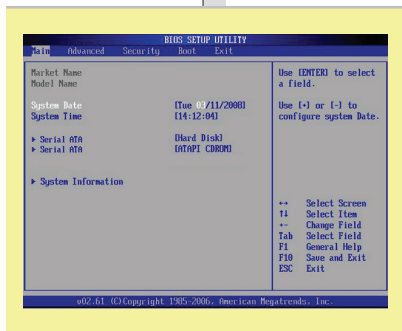 BIOS SETUP UTILITY
Main Advanced Security Boot Exit
Market Name
Model Name
System Date [Tue 03/11/2008]
System Time [14:12:04]
▸ Serial ATA [Hard Disk]
▸ Serial ATA [ATAPI CDROM]
▸ System Information
Use [ENTER] to select
a field.
Use [+] or [-] to
configure system Date.
↔ Select Screen
↑↓ Select Item
+- Change Field
Tab Select Field
F1 General Help
F10 Save and Exit
ESC Exit
v02.61 (C)Copyright 1985-2006, American Megatrends, Inc.